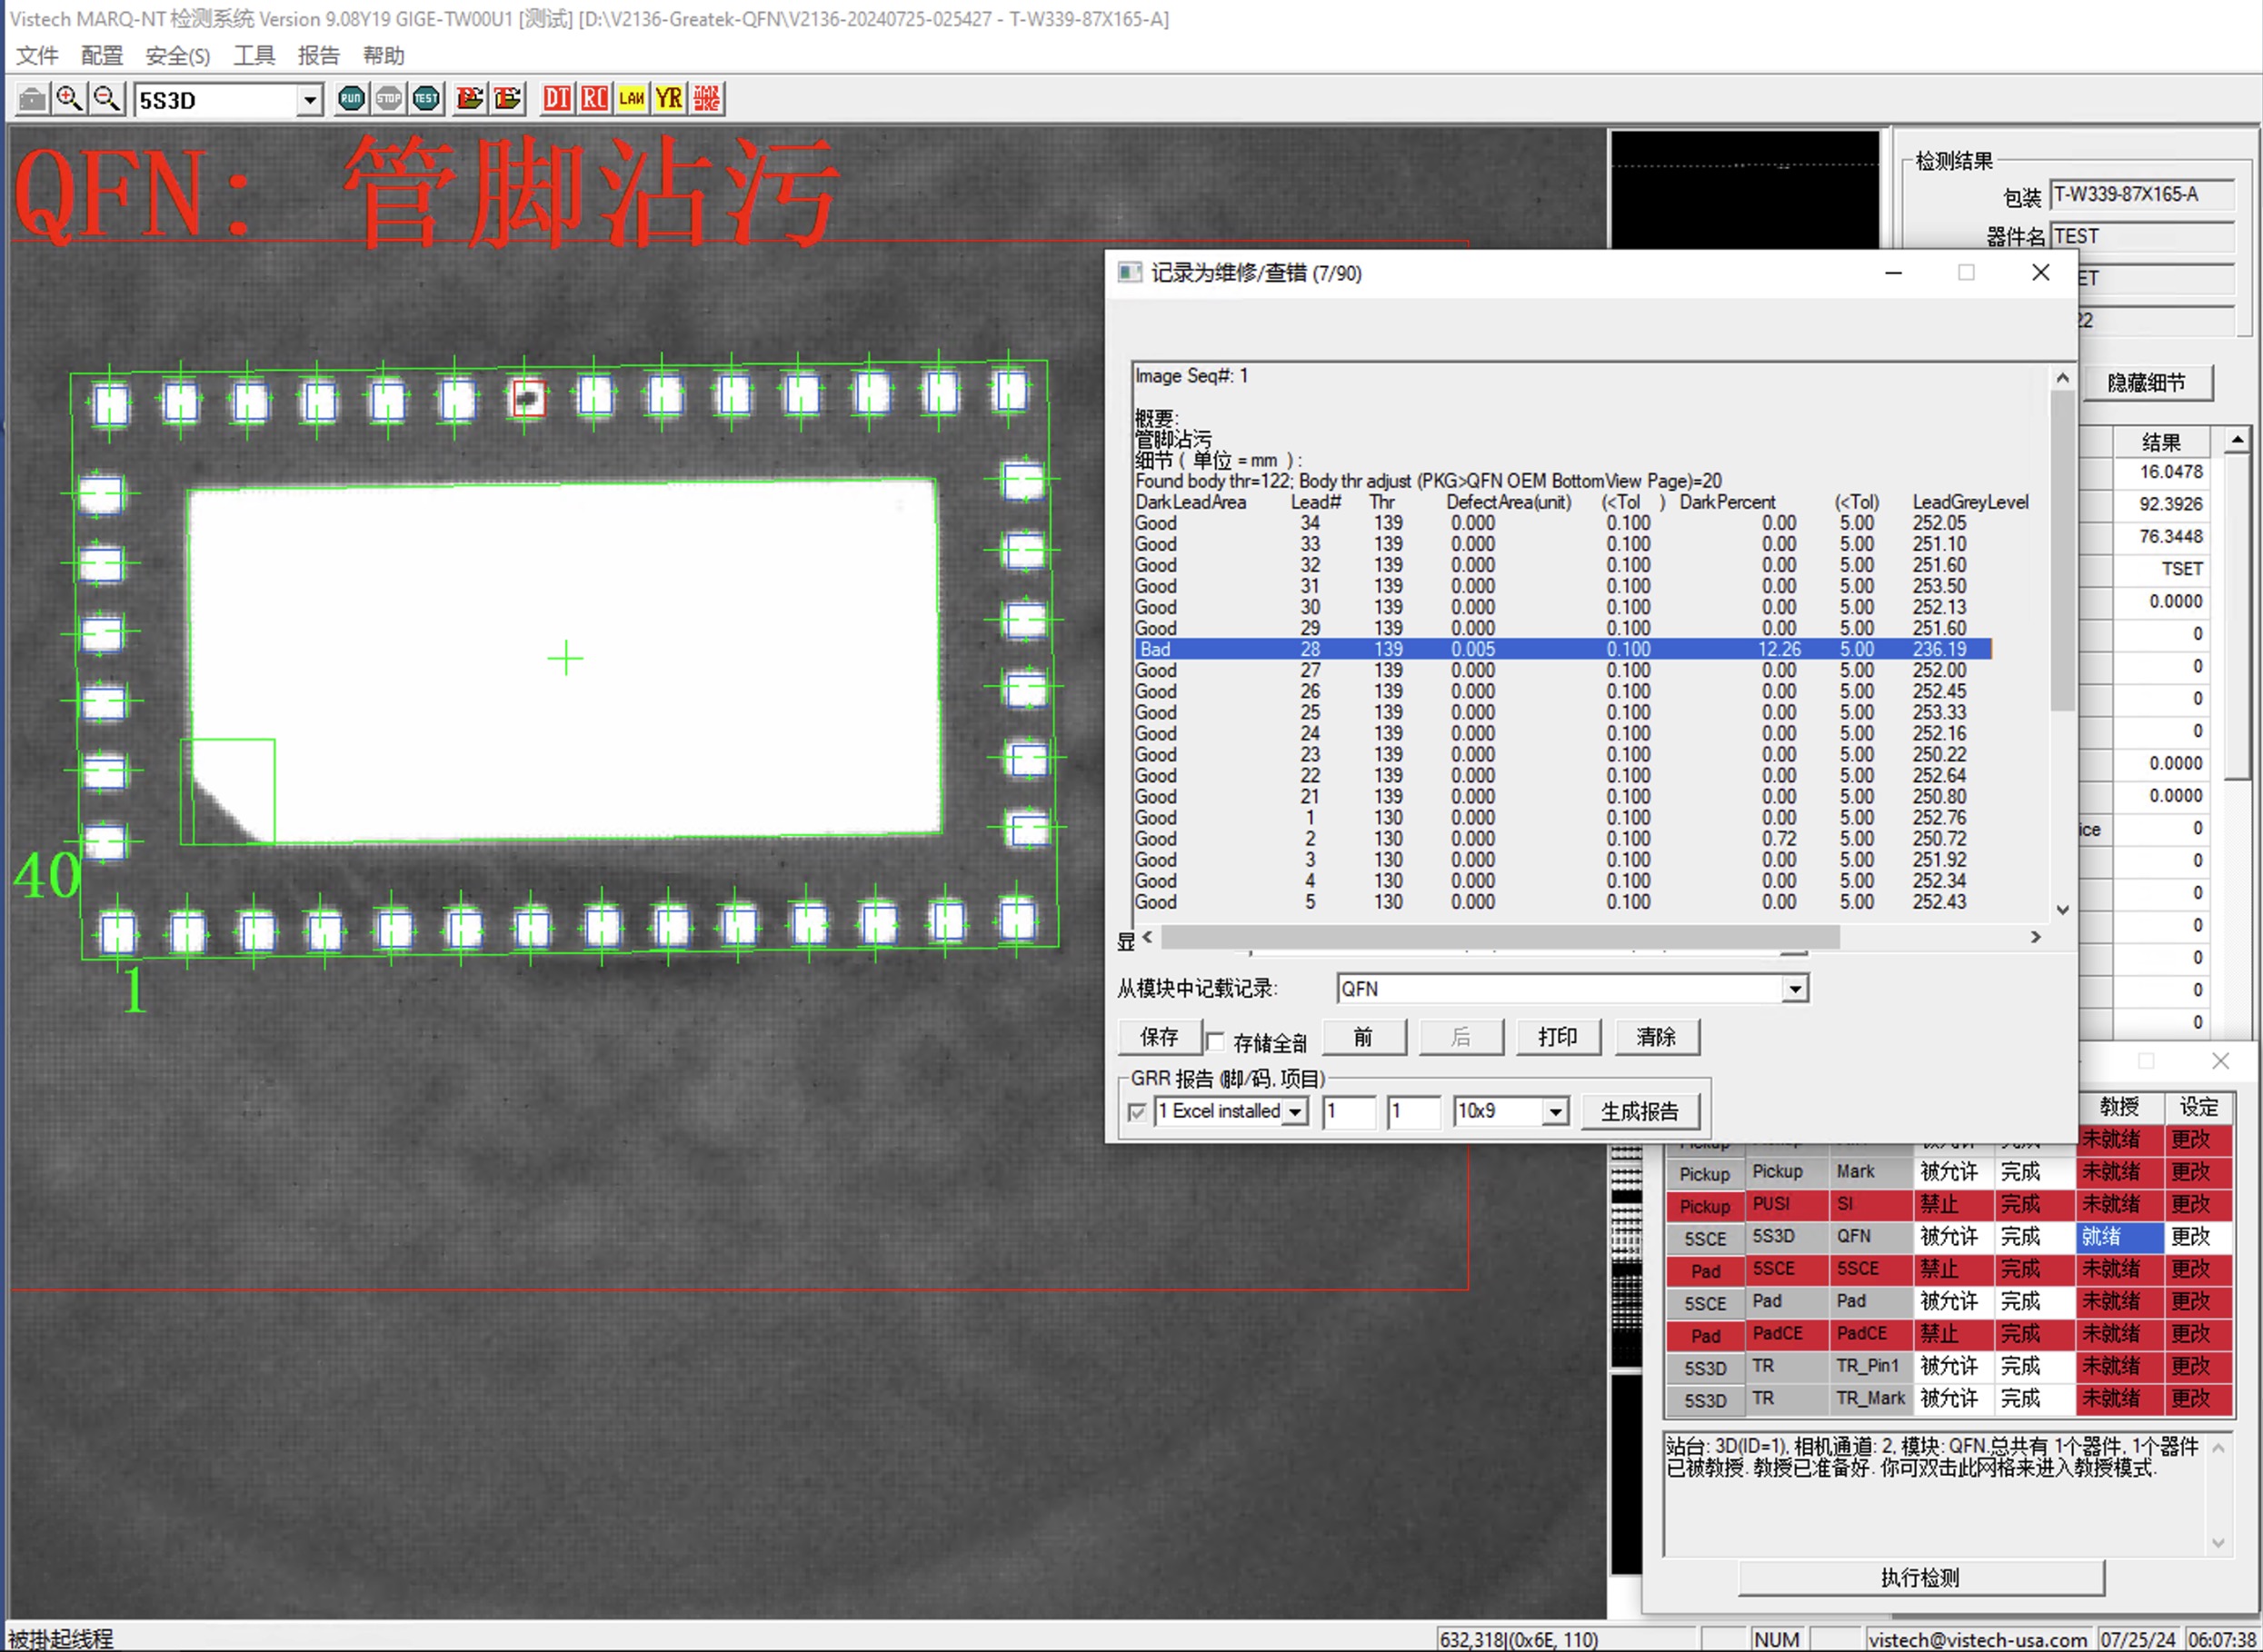 Vistech MARQ-NT 检测系统 Version 9.08Y19 GIGE-TW00U1 [测试] [D:\V2136-Greatek-QFN\V2136-20240725-025427 - T-W339-87X165-A]
文件 配置 安全(S) 工具 报告 帮助
5S3D RUN STOP TEST DT RC LAN YR
QFN: 管脚沾污
40
1
检测结果
包装 T-W339-87X165-A
器件名 TEST
ET
22
隐藏细节
结果
16.0478
92.3926
76.3448
TSET
0.0000
0
0
0
0
0.0000
0.0000
ice 0
0
0
0
0
0
0
记录为维修/查错 (7/90)
Image Seq#: 1
概要:
管脚沾污
细节 ( 单位 = mm ) :
Found body thr=122; Body thr adjust (PKG>QFN OEM BottomView Page)=20
DarkLeadArea Lead# Thr DefectArea(unit) (<Tol ) DarkPercent (<Tol) LeadGreyLevel
Good 34 139 0.000 0.100 0.00 5.00 252.05
Good 33 139 0.000 0.100 0.00 5.00 251.10
Good 32 139 0.000 0.100 0.00 5.00 251.60
Good 31 139 0.000 0.100 0.00 5.00 253.50
Good 30 139 0.000 0.100 0.00 5.00 252.13
Good 29 139 0.000 0.100 0.00 5.00 251.60
Bad 28 139 0.005 0.100 12.26 5.00 236.19
Good 27 139 0.000 0.100 0.00 5.00 252.00
Good 26 139 0.000 0.100 0.00 5.00 252.45
Good 25 139 0.000 0.100 0.00 5.00 253.33
Good 24 139 0.000 0.100 0.00 5.00 252.16
Good 23 139 0.000 0.100 0.00 5.00 250.22
Good 22 139 0.000 0.100 0.00 5.00 252.64
Good 21 139 0.000 0.100 0.00 5.00 250.80
Good 1 130 0.000 0.100 0.00 5.00 252.76
Good 2 130 0.000 0.100 0.72 5.00 250.72
Good 3 130 0.000 0.100 0.00 5.00 251.92
Good 4 130 0.000 0.100 0.00 5.00 252.34
Good 5 130 0.000 0.100 0.00 5.00 252.43
显
从模块中记载记录: QFN
保存 存储全部 前 后 打印 清除
GRR 报告 (脚/码, 项目)
1 Excel installed 1 1 10x9 生成报告
教授 设定
未就绪 更改
Pickup Pickup Mark 被允许 完成 未就绪 更改
Pickup PUSI SI 禁止 完成 未就绪 更改
5SCE 5S3D QFN 被允许 完成 就绪 更改
Pad 5SCE 5SCE 禁止 完成 未就绪 更改
5SCE Pad Pad 被允许 完成 未就绪 更改
Pad PadCE PadCE 禁止 完成 未就绪 更改
5S3D TR TR_Pin1 被允许 完成 未就绪 更改
5S3D TR TR_Mark 被允许 完成 未就绪 更改
站台: 3D(ID=1), 相机通道: 2, 模块: QFN.总共有 1个器件, 1个器件
已被教授. 教授已准备好. 你可双击此网格来进入教授模式.
执行检测
被掛起线程 632,318|(0x6E, 110) NUM vistech@vistech-usa.com 07/25/24 06:07:38